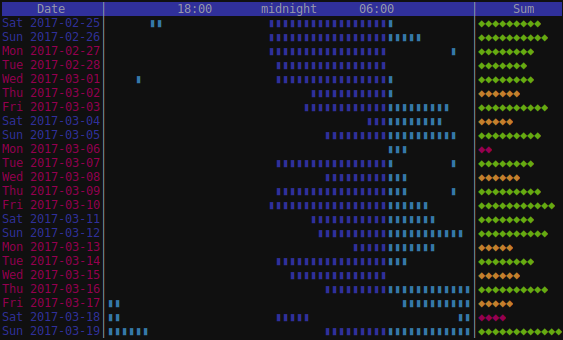 Date 18:00 midnight 06:00 Sum
Sat 2017-02-25
Sun 2017-02-26
Mon 2017-02-27
Tue 2017-02-28
Wed 2017-03-01
Thu 2017-03-02
Fri 2017-03-03
Sat 2017-03-04
Sun 2017-03-05
Mon 2017-03-06
Tue 2017-03-07
Wed 2017-03-08
Thu 2017-03-09
Fri 2017-03-10
Sat 2017-03-11
Sun 2017-03-12
Mon 2017-03-13
Tue 2017-03-14
Wed 2017-03-15
Thu 2017-03-16
Fri 2017-03-17
Sat 2017-03-18
Sun 2017-03-19